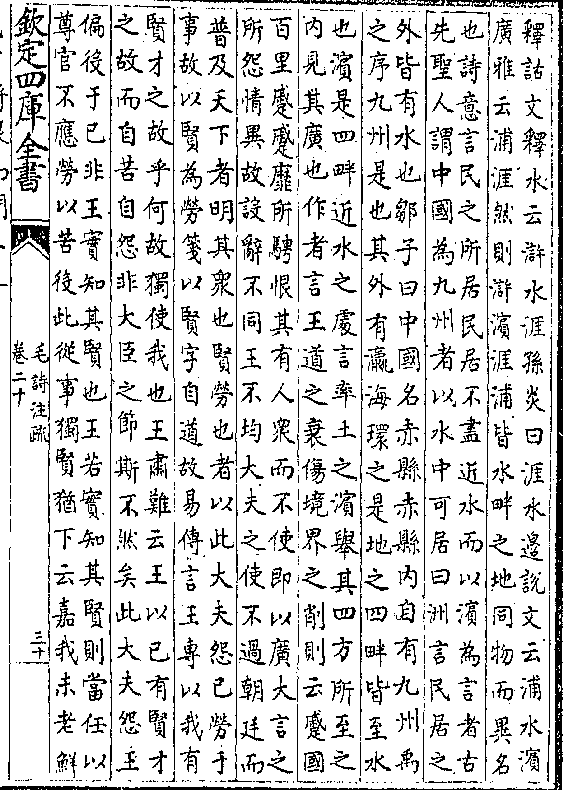 釋詁文釋水云滸水涯孫炎曰涯水邊說文云浦水濱
廣雅云浦涯然則滸濱涯浦皆水畔之地同物而異名
也詩意言民之所居民居不盡近水而以濱為言者古
先聖人謂中國為九州者以水中可居曰洲言民居之
外皆有水也鄒子曰中國名赤縣赤縣內自有九州禹
之序九州是也其外有瀛海環之是地之四畔皆至水
也濱是四畔近水之處言率土之濱舉其四方所至之
內見其廣也作者言王道之衰傷境界之削則云蹙國
百里蹙蹙靡所騁恨其有人眾而不使即以廣大言之
所怨情異故設辭不同王不均大夫之使不過朝廷而
普及天下者明其眾也賢勞也者以此大夫怨已勞于
事故以賢為勞箋以賢字自道故易傳言王專以我有
賢才之故乎何故獨使我也王肅難云王以已有賢才
之故而自苦自怨非大臣之節斯不然矣此大夫怨王
偏役于已非王實知其賢也王若實知其賢則當任以
尊官不應勞以苦役此從事獨賢猶下云嘉我未老鮮
欽定四庫全書
毛詩注疏
卷二十
三十